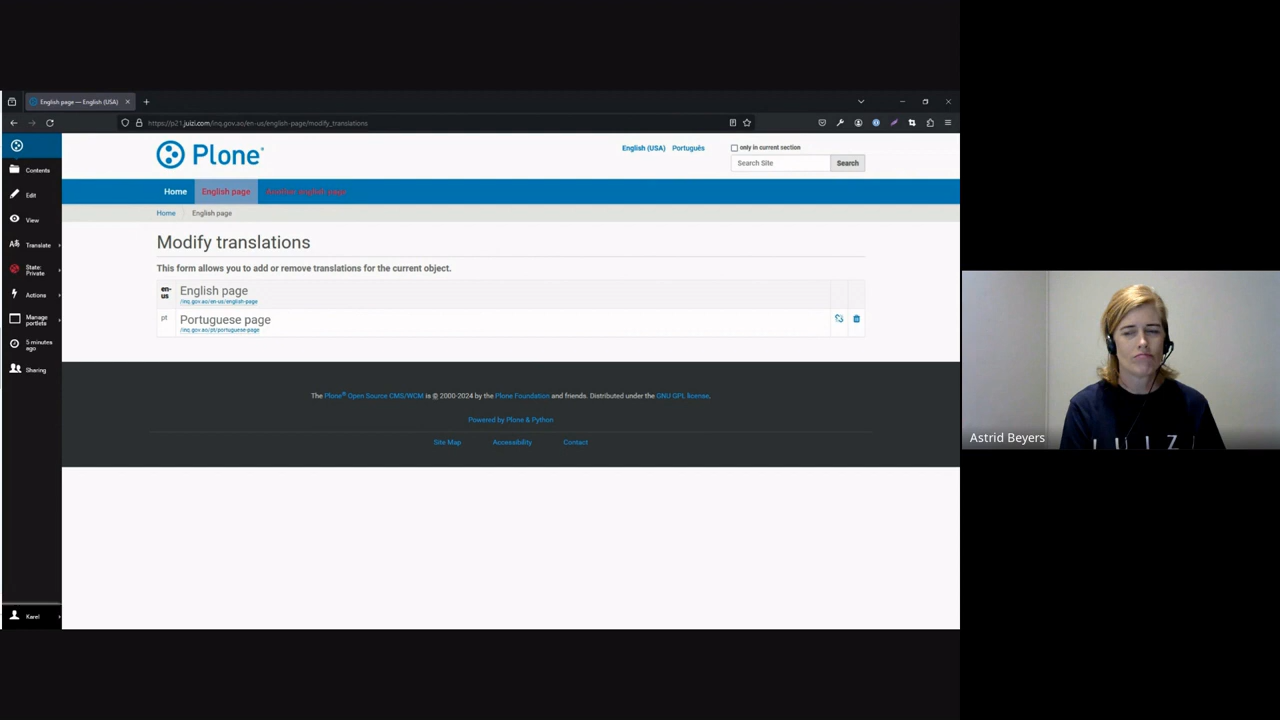 English page — English (USA)
https://p21.juizi.com/inq.gov.ao/en-us/english-page/modify_translations
Plone®
English (USA) Português
only in current section
Search Site
Search
Home English page Another english page
Home English page
Contents
Edit
View
Translate
State: Private
Actions
Manage portlets
5 minutes ago
Sharing
Karel
Modify translations
This form allows you to add or remove translations for the current object.
en-us English page
/inq.gov.ao/en-us/english-page
pt Portuguese page
/inq.gov.ao/pt/portuguese-page
The Plone® Open Source CMS/WCM is © 2000-2024 by the Plone Foundation and friends. Distributed under the GNU GPL license.
Powered by Plone & Python
Site Map Accessibility Contact
JUIZI
Astrid Beyers